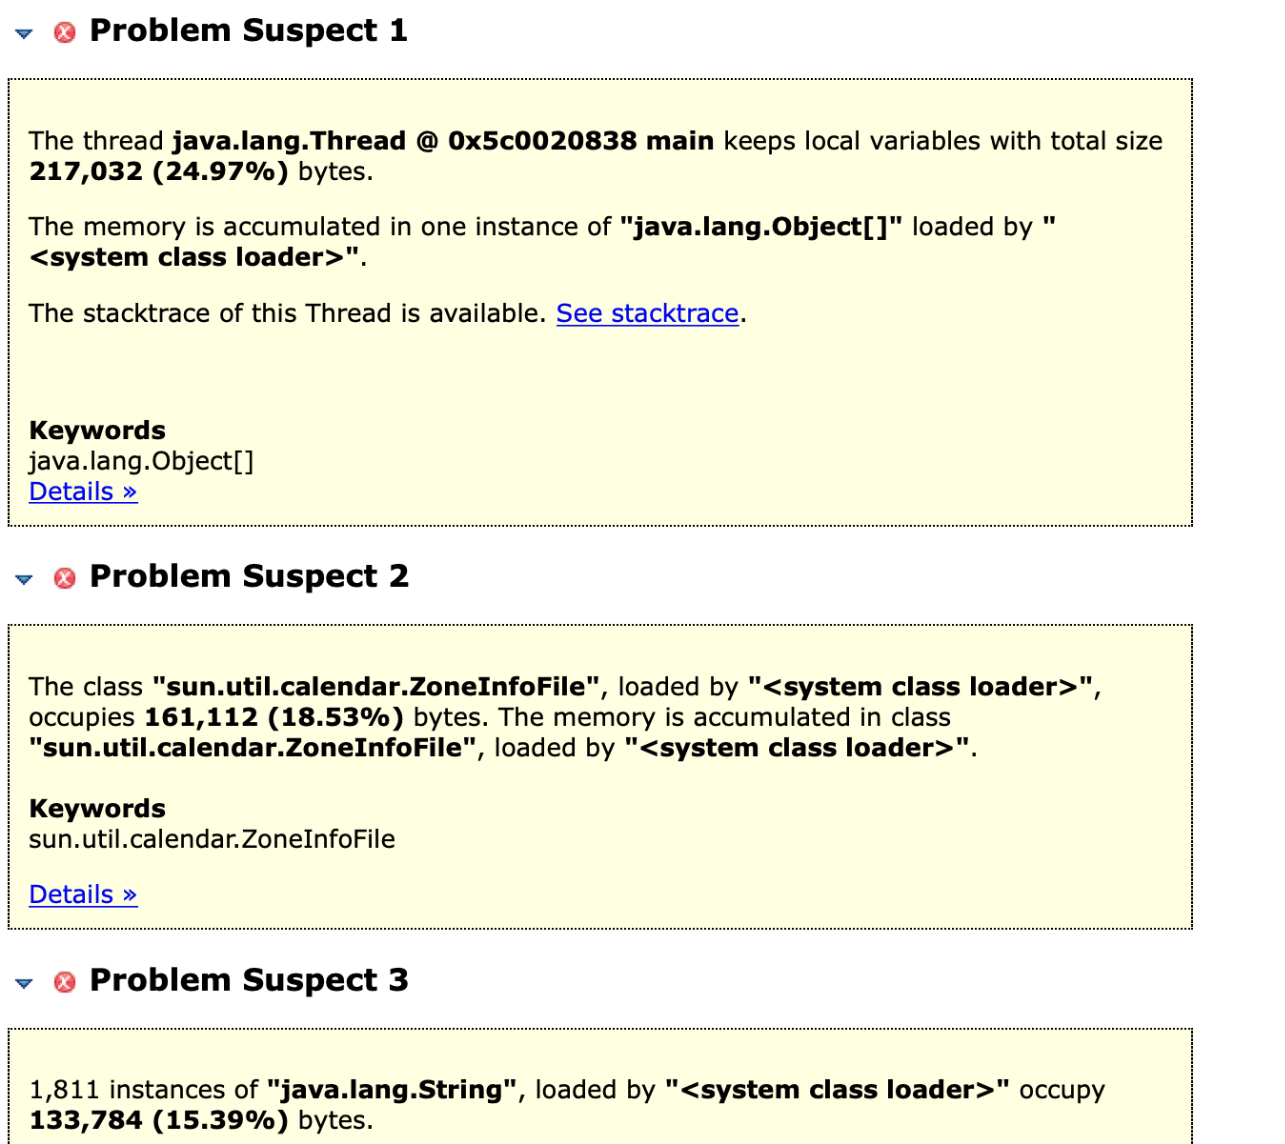 Problem Suspect 1
The thread java.lang.Thread @ 0x5c0020838 main keeps local variables with total size
217,032 (24.97%) bytes.
The memory is accumulated in one instance of "java.lang.Object[]" loaded by "
<system class loader>".
The stacktrace of this Thread is available. See stacktrace.
Keywords
java.lang.Object[]
Details »
Problem Suspect 2
The class "sun.util.calendar.ZoneInfoFile", loaded by "<system class loader>",
occupies 161,112 (18.53%) bytes. The memory is accumulated in class
"sun.util.calendar.ZoneInfoFile", loaded by "<system class loader>".
Keywords
sun.util.calendar.ZoneInfoFile
Details »
Problem Suspect 3
1,811 instances of "java.lang.String", loaded by "<system class loader>" occupy
133,784 (15.39%) bytes.